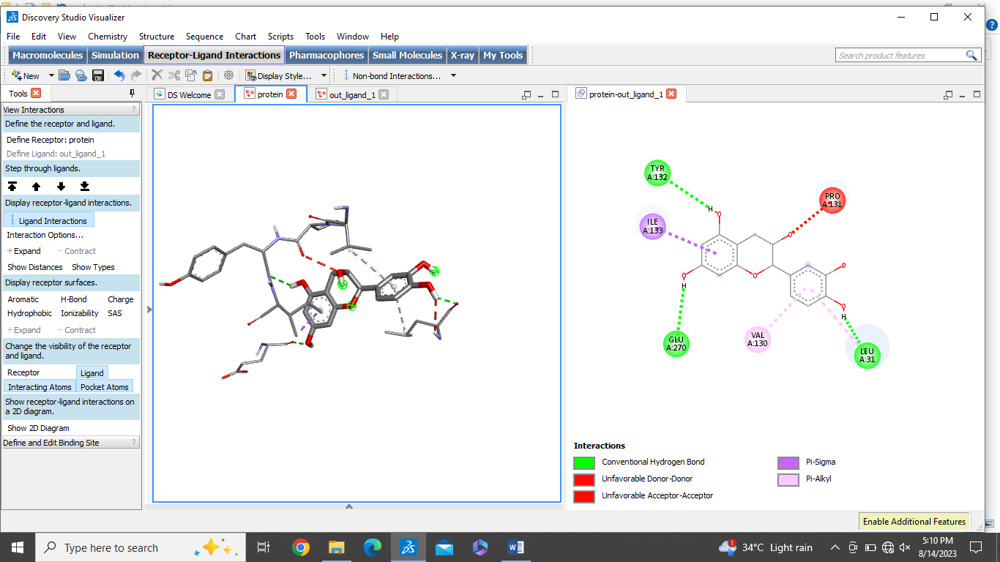 Discovery Studio Visualizer
File Edit View Chemistry Structure Sequence Chart Scripts Tools Window Help
Macromolecules Simulation Receptor-Ligand Interactions Pharmacophores Small Molecules X-ray My Tools
Search product features
New Display Style... Non-bond Interactions...
Tools
DS Welcome protein out_ligand_1
protein-out_ligand_1
View Interactions ?
Define the receptor and ligand.
Define Receptor: protein
Define Ligand: out_ligand_1
Step through ligands.
Display receptor-ligand interactions.
Ligand Interactions
Interaction Options...
+ Expand − Contract
Show Distances Show Types
Display receptor surfaces.
Aromatic H-Bond Charge
Hydrophobic Ionizability SAS
+ Expand − Contract
Change the visibility of the receptor
and ligand.
Receptor Ligand
Interacting Atoms Pocket Atoms
Show receptor-ligand interactions on
a 2D diagram.
Show 2D Diagram
Define and Edit Binding Site ?
TYR
A:132
PRO
A:131
ILE
A:133
H O
O
O
O
O
H
O
H
GLU
A:270
VAL
A:130
LEU
A:31
Interactions
Conventional Hydrogen Bond
Unfavorable Donor-Donor
Unfavorable Acceptor-Acceptor
Pi-Sigma
Pi-Alkyl
Enable Additional Features
Type here to search
1
34°C Light rain
5:10 PM
8/14/2023